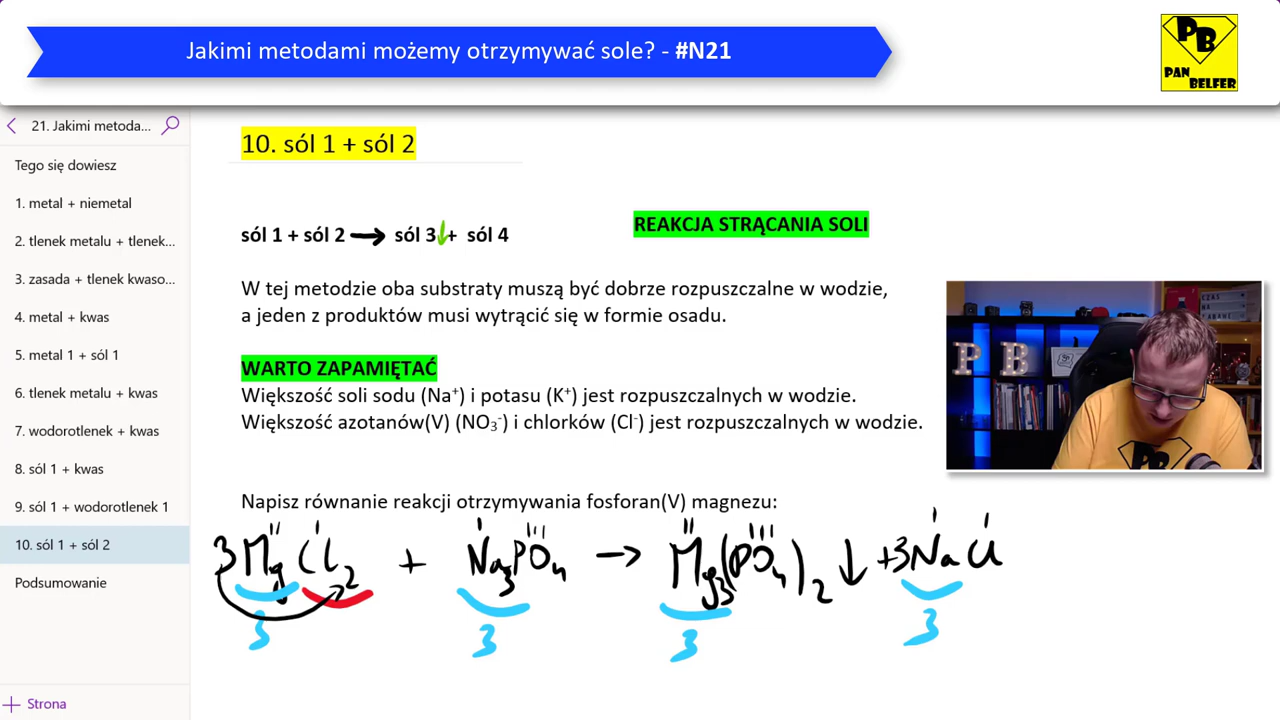 Jakimi metodami możemy otrzymywać sole? - #N21
PB
PAN
BELFER
21. Jakimi metoda...
Tego się dowiesz
1. metal + niemetal
2. tlenek metalu + tlenek...
3. zasada + tlenek kwaso...
4. metal + kwas
5. metal 1 + sól 1
6. tlenek metalu + kwas
7. wodorotlenek + kwas
8. sól 1 + kwas
9. sól 1 + wodorotlenek 1
10. sól 1 + sól 2
Podsumowanie
+ Strona
10. sól 1 + sól 2
sól 1 + sól 2 → sól 3↓ + sól 4
REAKCJA STRĄCANIA SOLI
W tej metodzie oba substraty muszą być dobrze rozpuszczalne w wodzie,
a jeden z produktów musi wytrącić się w formie osadu.
WARTO ZAPAMIĘTAĆ
Większość soli sodu (Na⁺) i potasu (K⁺) jest rozpuszczalnych w wodzie.
Większość azotanów(V) (NO₃⁻) i chlorków (Cl⁻) jest rozpuszczalnych w wodzie.
Napisz równanie reakcji otrzymywania fosforan(V) magnezu:
3MgCl₂ + Na₃PO₄ → Mg₃(PO₄)₂ ↓ + 3NaCl
3 3 3 3
P B